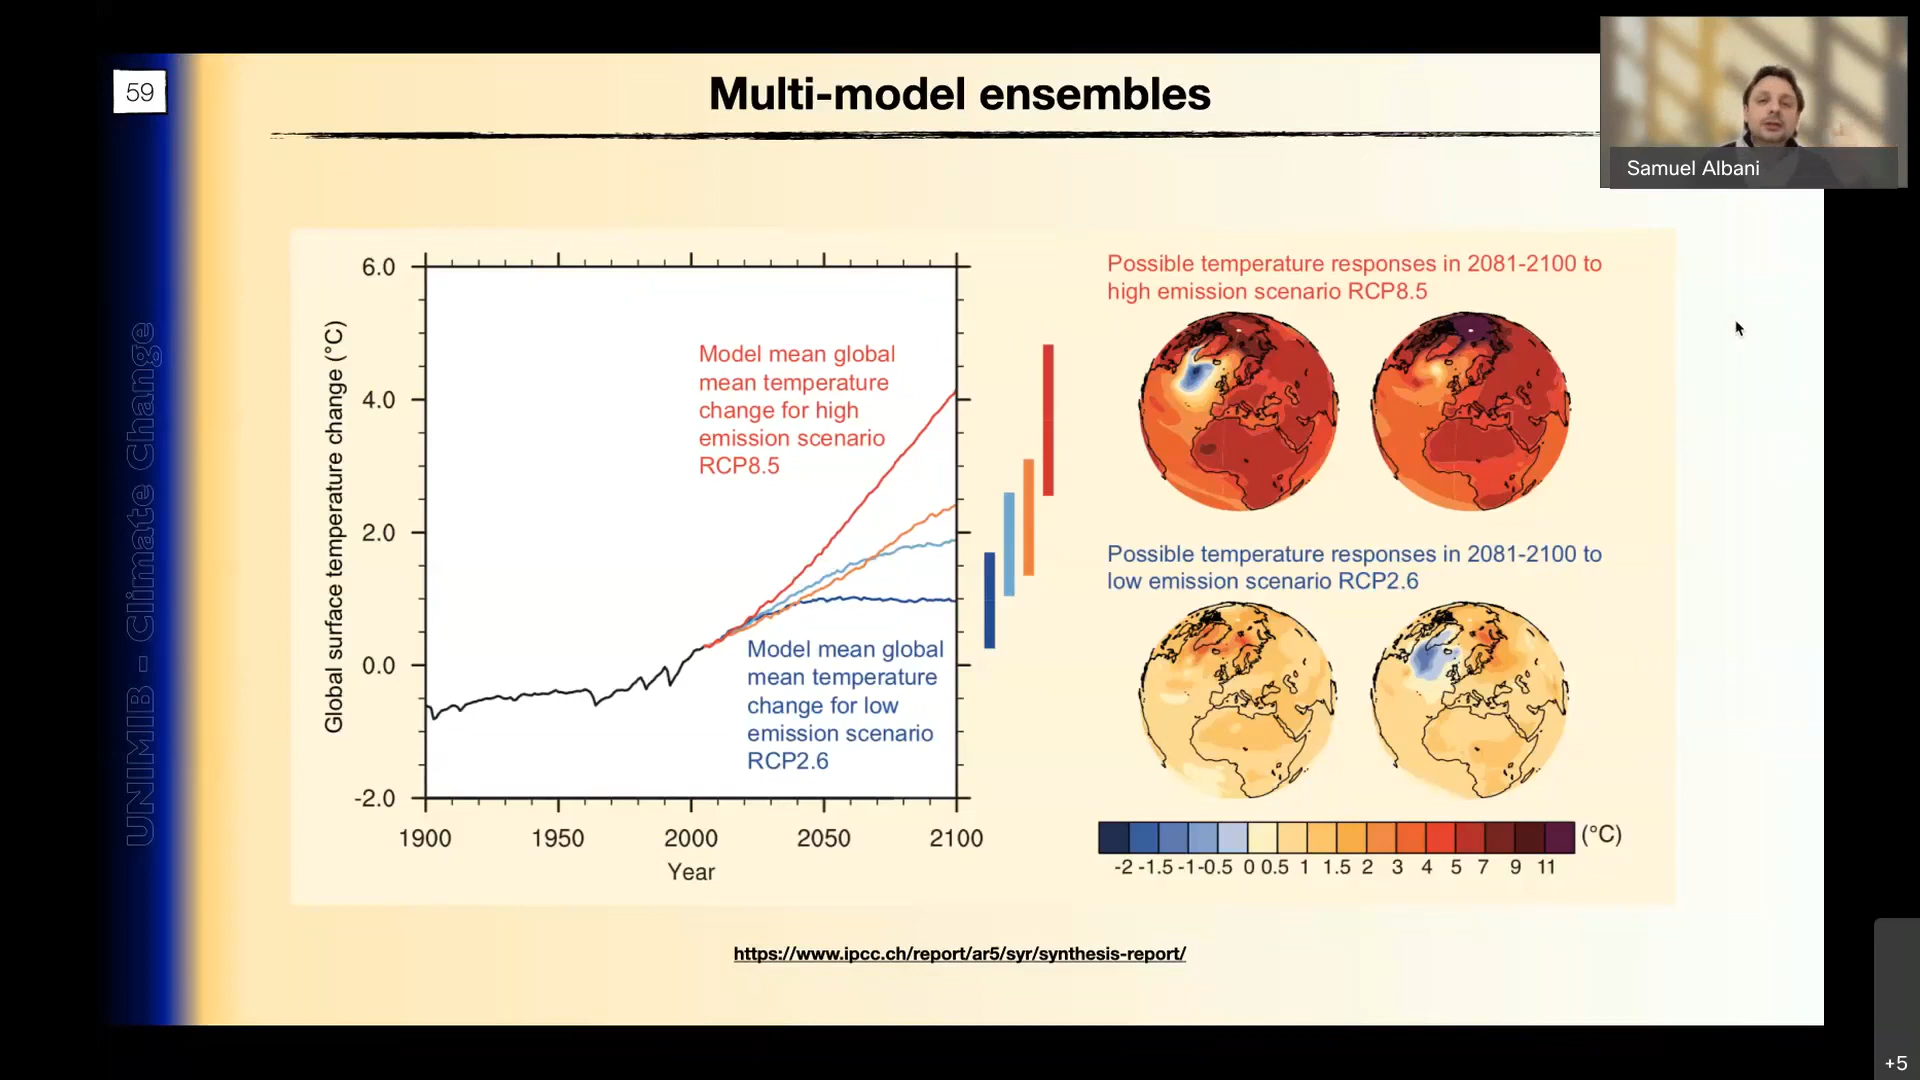 59
Multi-model ensembles
Samuel Albani
UNIMIB - Climate Change
Global surface temperature change (°C)
6.0
4.0
2.0
0.0
-2.0
1900
1950
2000
2050
2100
Year
Model mean global
mean temperature
change for high
emission scenario
RCP8.5
Model mean global
mean temperature
change for low
emission scenario
RCP2.6
Possible temperature responses in 2081-2100 to
high emission scenario RCP8.5
Possible temperature responses in 2081-2100 to
low emission scenario RCP2.6
(°C)
-2 -1.5 -1 -0.5 0 0.5 1 1.5 2 3 4 5 7 9 11
https://www.ipcc.ch/report/ar5/syr/synthesis-report/
+5